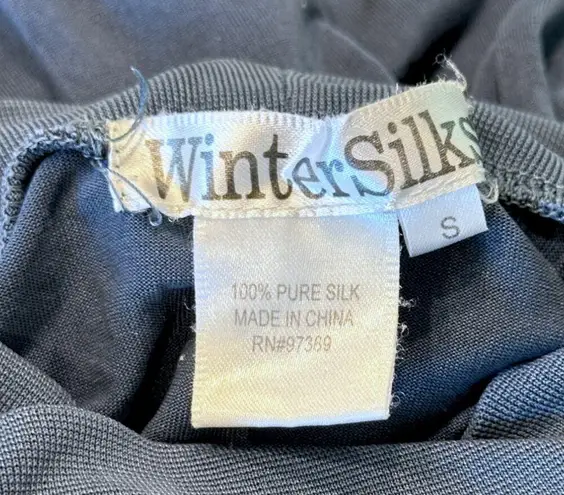 WinterSilks
S
100% PURE SILK
MADE IN CHINA
RN#97369